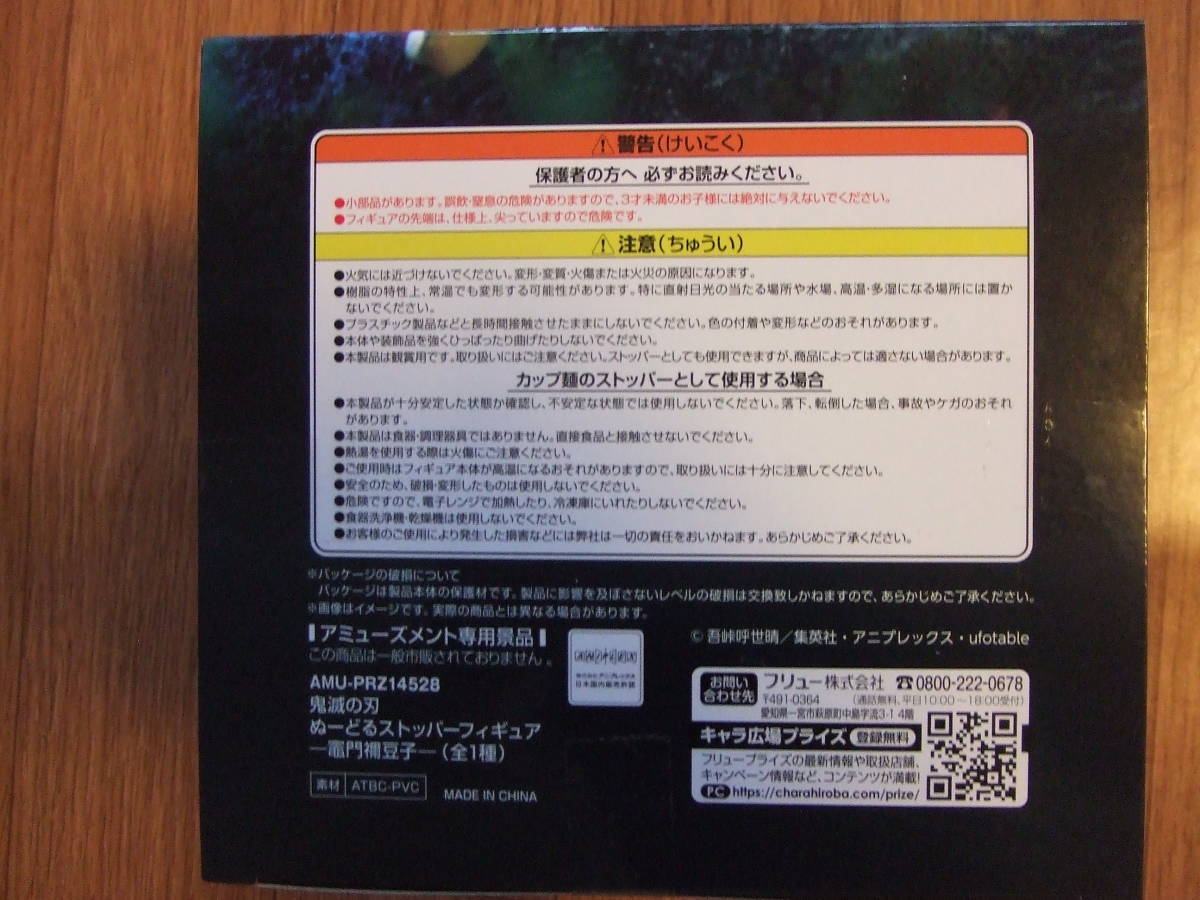 ⚠警告(けいこく)
保護者の方へ 必ずお読みください。
●小部品があります。誤飲・窒息の危険がありますので、3才未満のお子様には絶対に与えないでください。
●フィギュアの先端は、仕様上、尖っていますので危険です。
⚠注意(ちゅうい)
●火気には近づけないでください。変形・変質・火傷または火災の原因になります。
●樹脂の特性上、常温でも変形する可能性があります。特に直射日光の当たる場所や水場、高温・多湿になる場所には置か
ないでください。
●プラスチック製品などと長時間接触させたままにしないでください。色の付着や変形などのおそれがあります。
●本体や装飾品を強くひっぱったり曲げたりしないでください。
●本製品は観賞用です。取り扱いにはご注意ください。ストッパーとしても使用できますが、商品によっては適さない場合があります。
カップ麺のストッパーとして使用する場合
●本製品が十分安定した状態か確認し、不安定な状態では使用しないでください。落下、転倒した場合、事故やケガのおそれ
があります。
●本製品は食器・調理器具ではありません。直接食品と接触させないでください。
●熱湯を使用する際は火傷にご注意ください。
●ご使用時はフィギュア本体が高温になるおそれがありますので、取り扱いには十分に注意してください。
●安全のため、破損・変形したものは使用しないでください。
●危険ですので、電子レンジで加熱したり、冷凍庫にいれたりしないでください。
●食器洗浄機・乾燥機は使用しないでください。
●お客様のご使用により発生した損害などには弊社は一切の責任をおいかねます。あらかじめご了承ください。
※パッケージの破損について
パッケージは製品本体の保護材です。製品に影響を及ぼさないレベルの破損は交換致しかねますので、あらかじめご了承ください。
※画像はイメージです。実際の商品とは異なる場合があります。
アミューズメント専用景品
この商品は一般市販されておりません。
AMU-PRZ14528
鬼滅の刃
ぬーどるストッパーフィギュア
―竈門禰豆子―(全1種)
素材 ATBC-PVC
MADE IN CHINA
株式会社アニプレックス
日本国内販売許諾
©吾峠呼世晴/集英社・アニプレックス・ufotable
お問い
合わせ先
フリュー株式会社 ☎0800-222-0678
〒491-0364 (通話無料、平日10:00~18:00受付)
愛知県一宮市萩原町中島字流3-1 4階
キャラ広場プライズ 登録無料
フリュープライズの最新情報や取扱店舗、
キャンペーン情報など、コンテンツが満載!
PC https://charahiroba.com/prize/